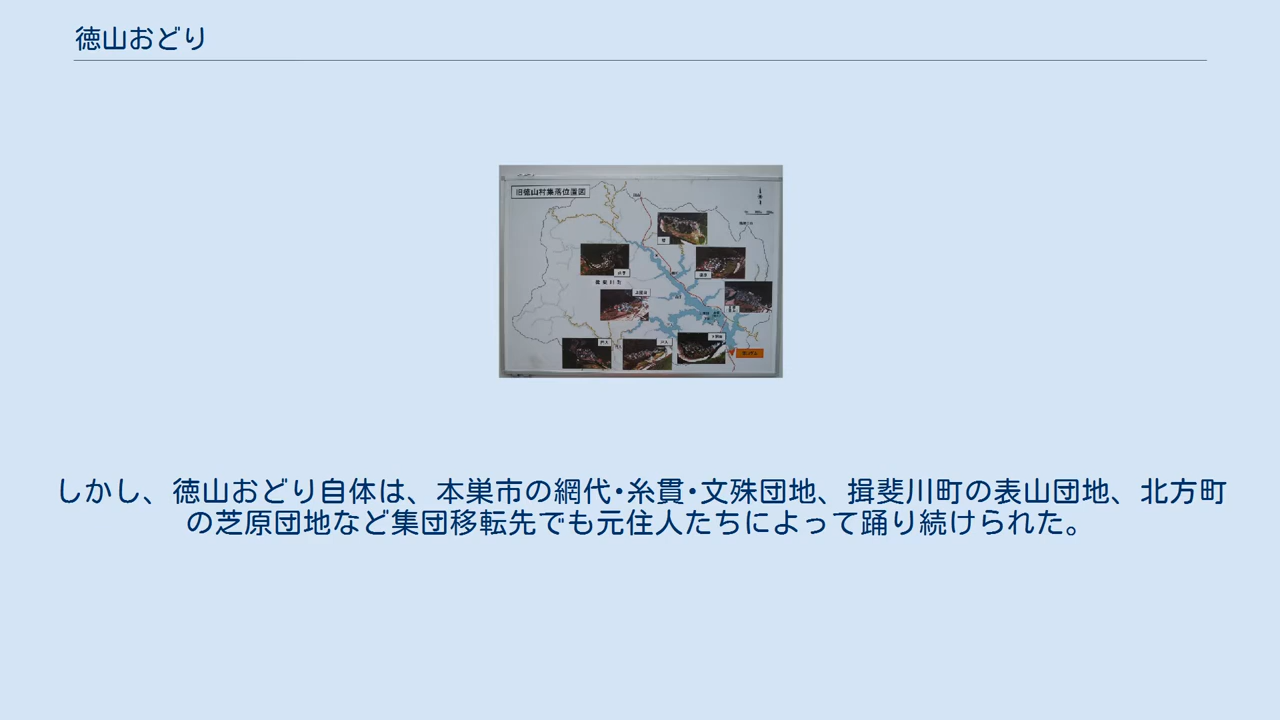 徳山おどり
旧徳山村集落位置図
しかし、徳山おどり自体は、本巣市の網代・糸貫・文殊団地、揖斐川町の表山団地、北方町
の芝原団地など集団移転先でも元住人たちによって踊り続けられた。